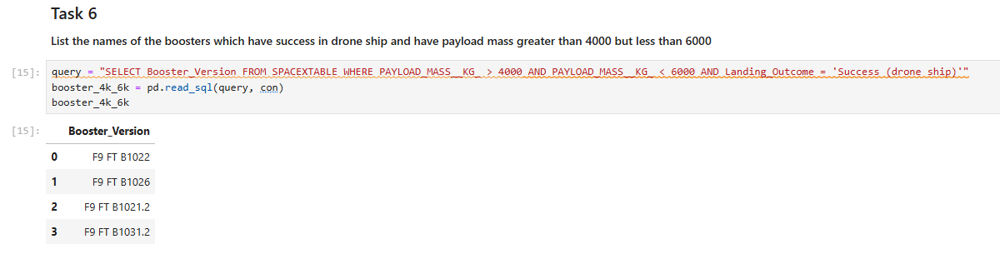 Task 6
List the names of the boosters which have success in drone ship and have payload mass greater than 4000 but less than 6000
[15]: query = "SELECT Booster_Version FROM SPACEXTABLE WHERE PAYLOAD_MASS__KG_ > 4000 AND PAYLOAD_MASS__KG_ < 6000 AND Landing_Outcome = 'Success (drone ship)'"
booster_4k_6k = pd.read_sql(query, con)
booster_4k_6k
[15]: Booster_Version
0 F9 FT B1022
1 F9 FT B1026
2 F9 FT B1021.2
3 F9 FT B1031.2